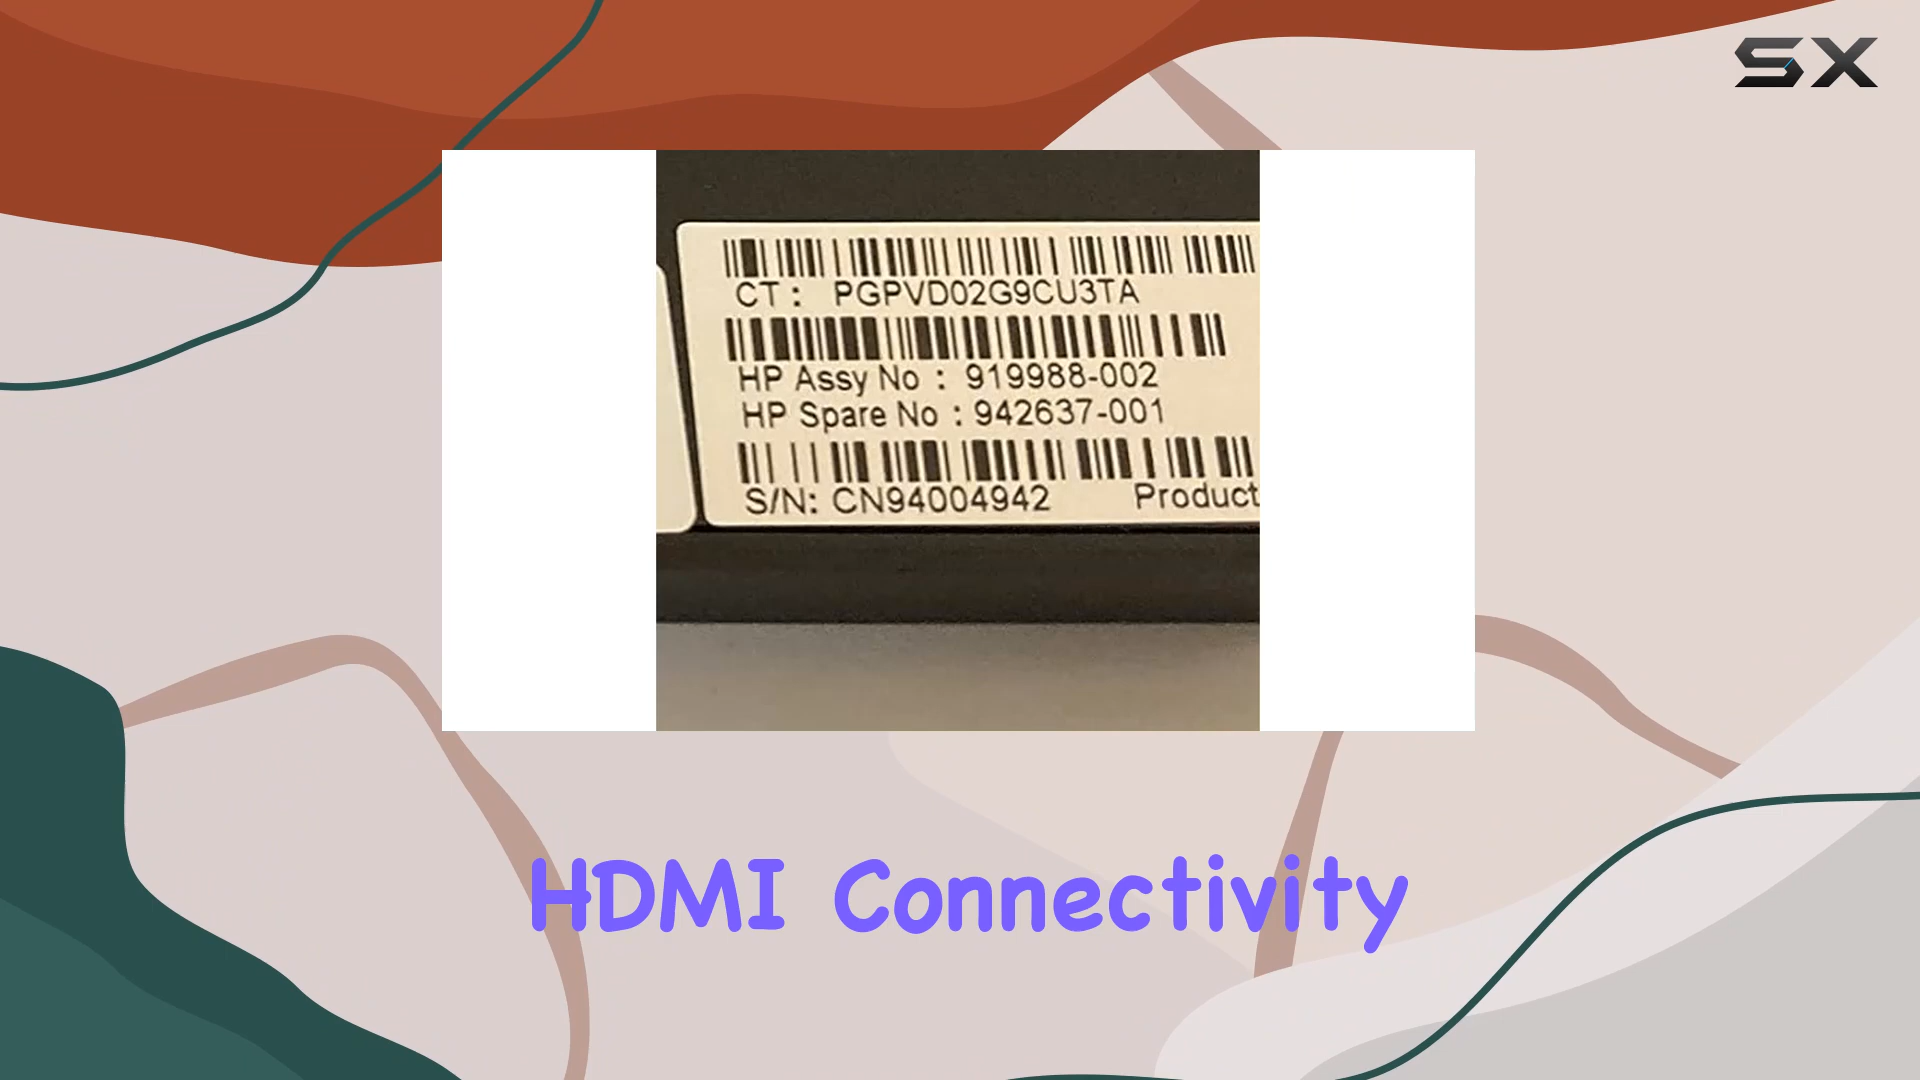 SX
CT : PGPVD02G9CU3TA
HP Assy No : 919988-002
HP Spare No : 942637-001
S/N: CN94004942 Product
HDMI Connectivity